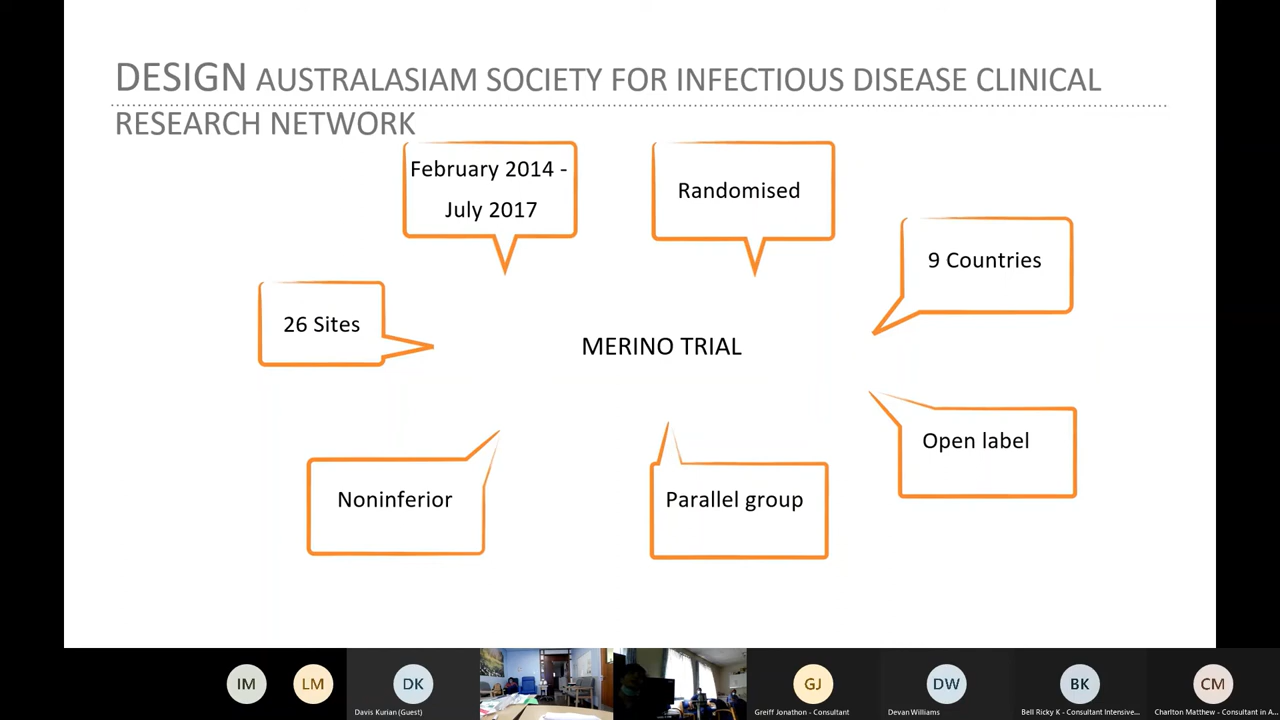 DESIGN AUSTRALASIAM SOCIETY FOR INFECTIOUS DISEASE CLINICAL
RESEARCH NETWORK
February 2014 -
July 2017
Randomised
9 Countries
26 Sites
MERINO TRIAL
Open label
Noninferior
Parallel group
IM
LM
DK
GJ
DW
BK
CM
Davis Kurian (Guest)
Greiff Jonathon - Consultant
Devan Williams
Bell Ricky K - Consultant Intensive...
Charlton Matthew - Consultant in A...